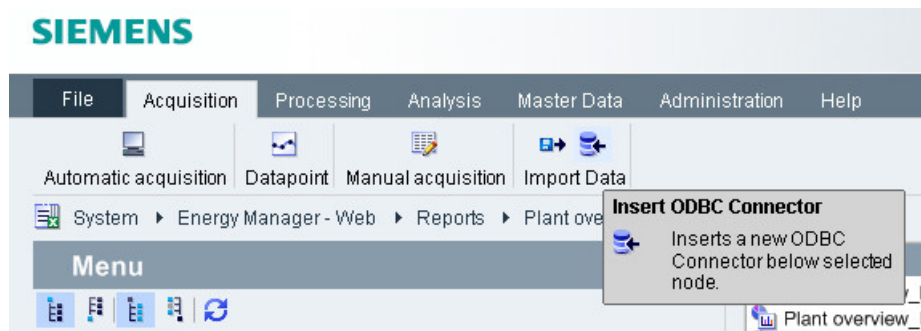 SIEMENS
File Acquisition Processing Analysis Master Data Administration Help
Automatic acquisition Datapoint Manual acquisition Import Data
System Energy Manager - Web Reports Plant ove
Insert ODBC Connector
Inserts a new ODBC
Connector below selected
node.
Menu
Plant overview_